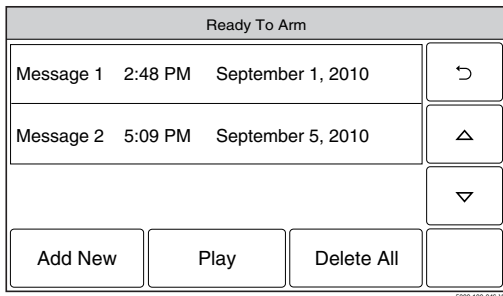 Ready To Arm
Message 1 2:48 PM September 1, 2010
Message 2 5:09 PM September 5, 2010
Add New Play Delete All